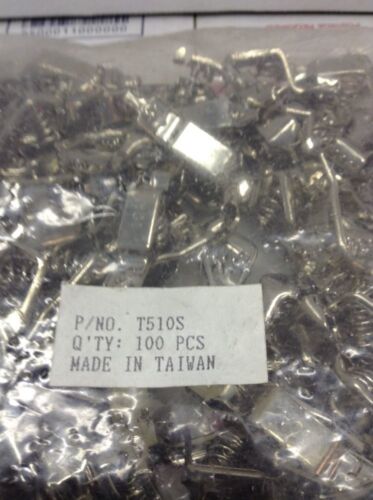 P/NO. T510S
Q'TY: 100 PCS
MADE IN TAIWAN